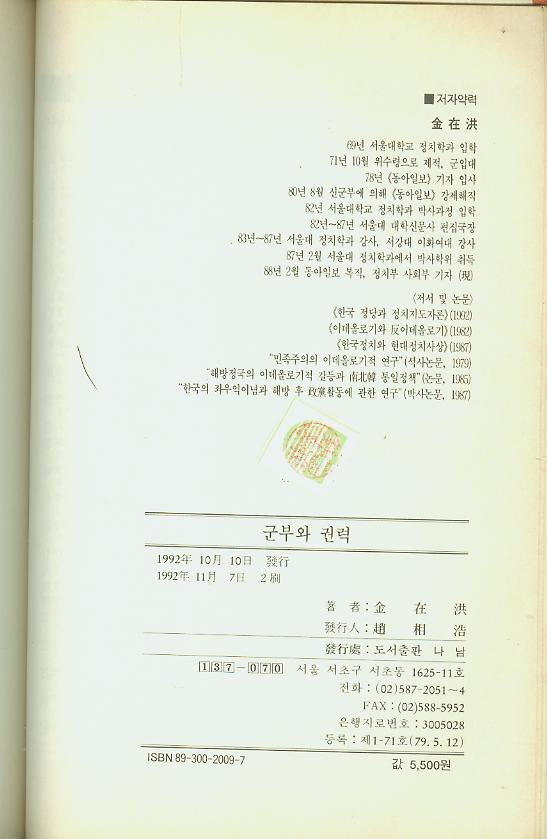 ■ 저자약력
金在洪
69년 서울대학교 정치학과 입학
71년 10월 위수령으로 제적, 군입대
78년 《동아일보》 기자 입사
80년 8월 신군부에 의해 《동아일보》 강제해직
82년 서울대학교 정치학과 박사과정 입학
82년~87년 서울대 대학신문사 편집국장
83년~87년 서울대 정치학과 강사, 서강대 이화여대 강사
87년 2월 서울대 정치학과에서 박사학위 취득
88년 2월 동아일보 복직, 정치부 사회부 기자 (現)
〈저서 및 논문〉
《한국 정당과 정치지도자론》(1992)
《이데올로기와 反이데올로기》(1982)
《한국정치와 현대정치사상》(1987)
"민족주의의 이데올로기적 연구"(석사논문, 1979)
"해방정국의 이데올로기적 갈등과 南北韓 통일정책"(논문, 1985)
"한국의 좌우익이념과 해방 후 政黨활동에 관한 연구"(박사논문, 1987)
군부와 권력
1992年 10月 10日 發行
1992年 11月 7日 2刷
著 者 : 金 在 洪
發行人 : 趙 相 浩
發行處 : 도서출판 나 남
137-070 서울 서초구 서초동 1625-11호
전화 : (02)587-2051~4
FAX : (02)588-5952
은행지로번호 : 3005028
등록 : 제1-71호(79. 5. 12)
ISBN 89-300-2009-7
값 5,500원